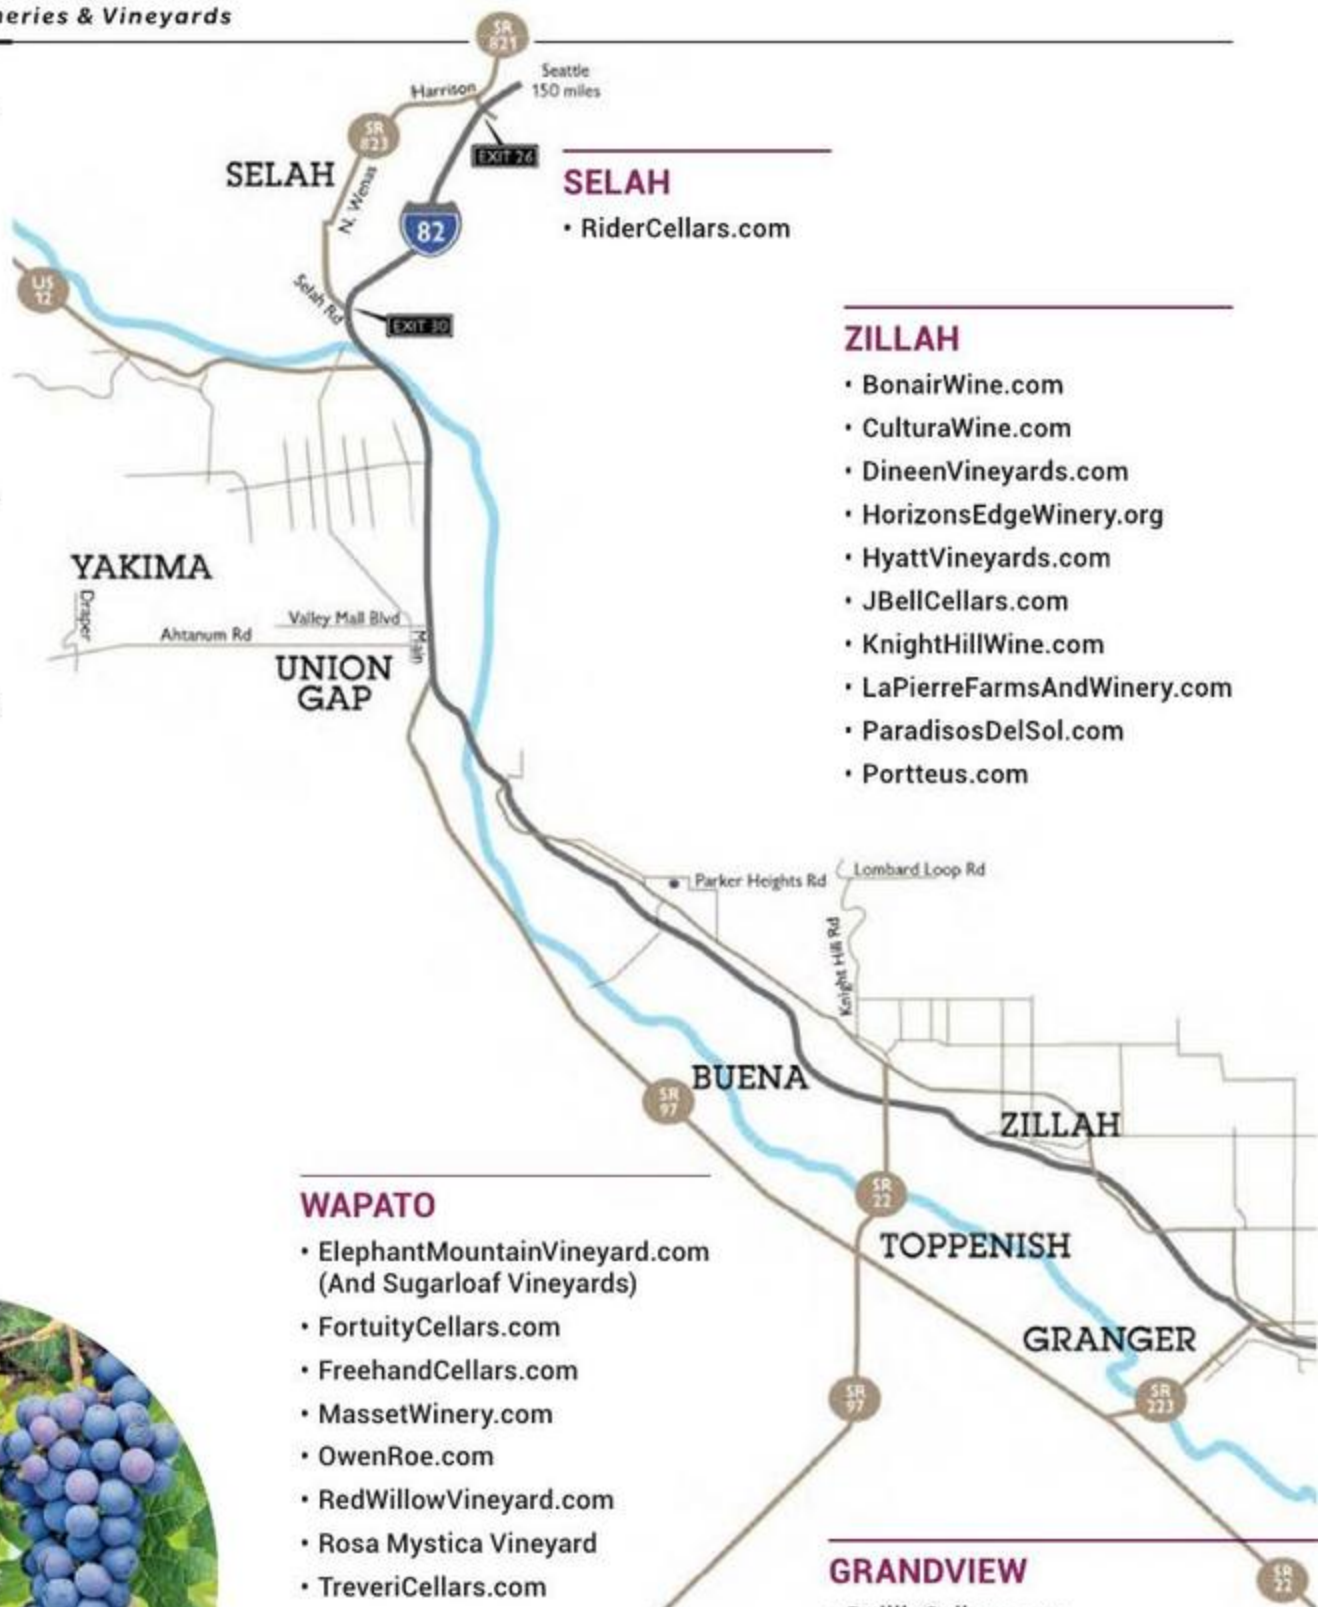 & Vineyards
SR
821
Seattle
150 miles
Harrison
SR
823
EXIT 26
SELAH
N. Wenas
82
SELAH
• RiderCellars.com
US
12
Selah Rd
EXIT 30
ZILLAH
• BonairWine.com
• CulturaWine.com
• DineenVineyards.com
• HorizonsEdgeWinery.org
• HyattVineyards.com
• JBellCellars.com
• KnightHillWine.com
• LaPierreFarmsAndWinery.com
• ParadisosDelSol.com
• Portteus.com
YAKIMA
Draper
Valley Mall Blvd
Ahtanum Rd
Main
UNION
GAP
Parker Heights Rd
Lombard Loop Rd
Knight Hill Rd
BUENA
SR
97
ZILLAH
SR
22
TOPPENISH
GRANGER
SR
97
SR
223
WAPATO
• ElephantMountainVineyard.com
(And Sugarloaf Vineyards)
• FortuityCellars.com
• FreehandCellars.com
• MassetWinery.com
• OwenRoe.com
• RedWillowVineyard.com
• Rosa Mystica Vineyard
• TreveriCellars.com
GRANDVIEW
SR
22